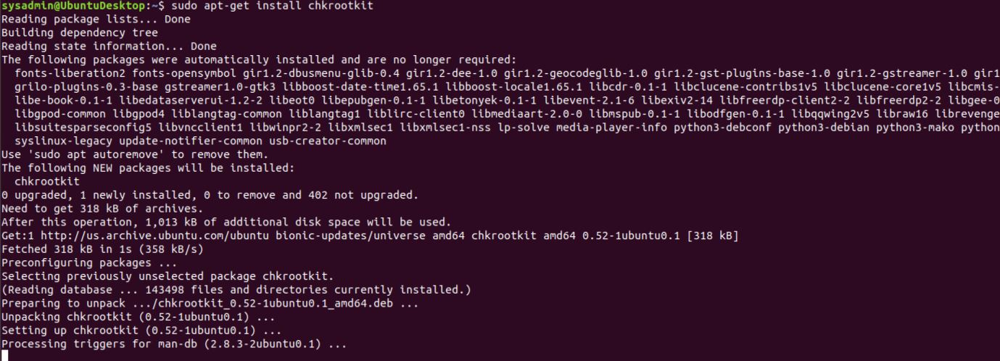 sysadmin@UbuntuDesktop:~$ sudo apt-get install chkrootkit
Reading package lists... Done
Building dependency tree
Reading state information... Done
The following packages were automatically installed and are no longer required:
fonts-liberation2 fonts-opensymbol gir1.2-dbusmenu-glib-0.4 gir1.2-dee-1.0 gir1.2-geocodeglib-1.0 gir1.2-gst-plugins-base-1.0 gir1.2-gstreamer-1.0 gir1
grilo-plugins-0.3-base gstreamer1.0-gtk3 libboost-date-time1.65.1 libboost-locale1.65.1 libcdr-0.1-1 libclucene-contribs1v5 libclucene-core1v5 libcmis-
libe-book-0.1-1 libedataserverui-1.2-2 libeot0 libepubgen-0.1-1 libetonyek-0.1-1 libevent-2.1-6 libexiv2-14 libfreerdp-client2-2 libfreerdp2-2 libgee-0
libgpod-common libgpod4 liblangtag-common liblangtag1 liblirc-client0 libmediaart-2.0-0 libmspub-0.1-1 libodfgen-0.1-1 libqqwing2v5 libraw16 librevenge
libsuitesparseconfig5 libvncclient1 libwinpr2-2 libxmlsec1 libxmlsec1-nss lp-solve media-player-info python3-debconf python3-debian python3-mako python
syslinux-legacy update-notifier-common usb-creator-common
Use 'sudo apt autoremove' to remove them.
The following NEW packages will be installed:
chkrootkit
0 upgraded, 1 newly installed, 0 to remove and 402 not upgraded.
Need to get 318 kB of archives.
After this operation, 1,013 kB of additional disk space will be used.
Get:1 http://us.archive.ubuntu.com/ubuntu bionic-updates/universe amd64 chkrootkit amd64 0.52-1ubuntu0.1 [318 kB]
Fetched 318 kB in 1s (358 kB/s)
Preconfiguring packages ...
Selecting previously unselected package chkrootkit.
(Reading database ... 143498 files and directories currently installed.)
Preparing to unpack .../chkrootkit_0.52-1ubuntu0.1_amd64.deb ...
Unpacking chkrootkit (0.52-1ubuntu0.1) ...
Setting up chkrootkit (0.52-1ubuntu0.1) ...
Processing triggers for man-db (2.8.3-2ubuntu0.1) ...